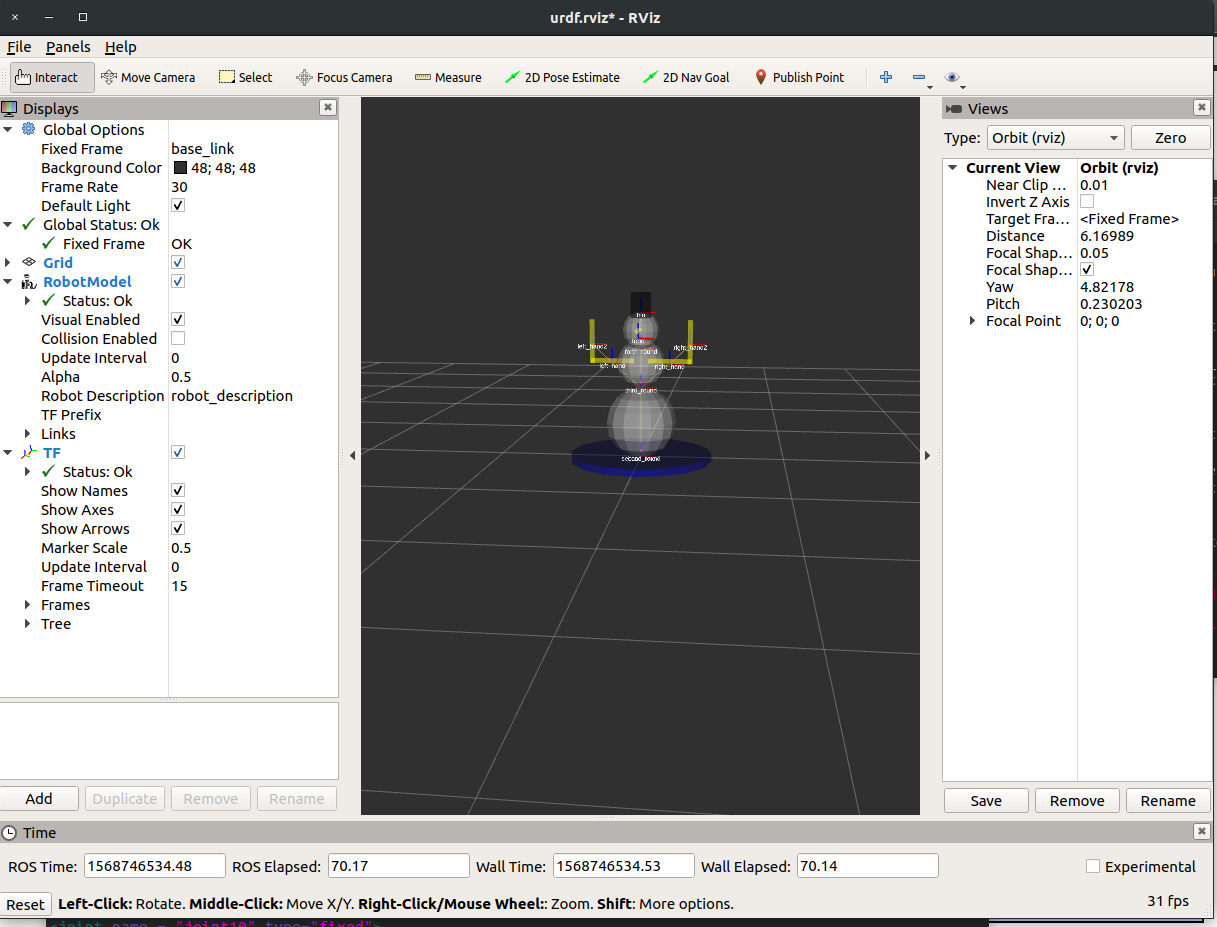 urdf.rviz* - RViz
File Panels Help
Interact Move Camera Select Focus Camera Measure 2D Pose Estimate 2D Nav Goal Publish Point
Displays
Global Options
Fixed Frame base_link
Background Color 48; 48; 48
Frame Rate 30
Default Light
Global Status: Ok
Fixed Frame OK
Grid
RobotModel
Status: Ok
Visual Enabled
Collision Enabled
Update Interval 0
Alpha 0.5
Robot Description robot_description
TF Prefix
Links
TF
Status: Ok
Show Names
Show Axes
Show Arrows
Marker Scale 0.5
Update Interval 0
Frame Timeout 15
Frames
Tree
Add Duplicate Remove Rename
left_hand2 right_hand2
forth_round
left_hand right_hand
third_round
second_round
Views
Type: Orbit (rviz) Zero
Current View Orbit (rviz)
Near Clip ... 0.01
Invert Z Axis
Target Fra... <Fixed Frame>
Distance 6.16989
Focal Shap... 0.05
Focal Shap...
Yaw 4.82178
Pitch 0.230203
Focal Point 0; 0; 0
Save Remove Rename
Time
ROS Time: 1568746534.48 ROS Elapsed: 70.17 Wall Time: 1568746534.53 Wall Elapsed: 70.14 Experimental
Reset Left-Click: Rotate. Middle-Click: Move X/Y. Right-Click/Mouse Wheel:: Zoom. Shift: More options. 31 fps
<joint name = "joint10" type="fixed">